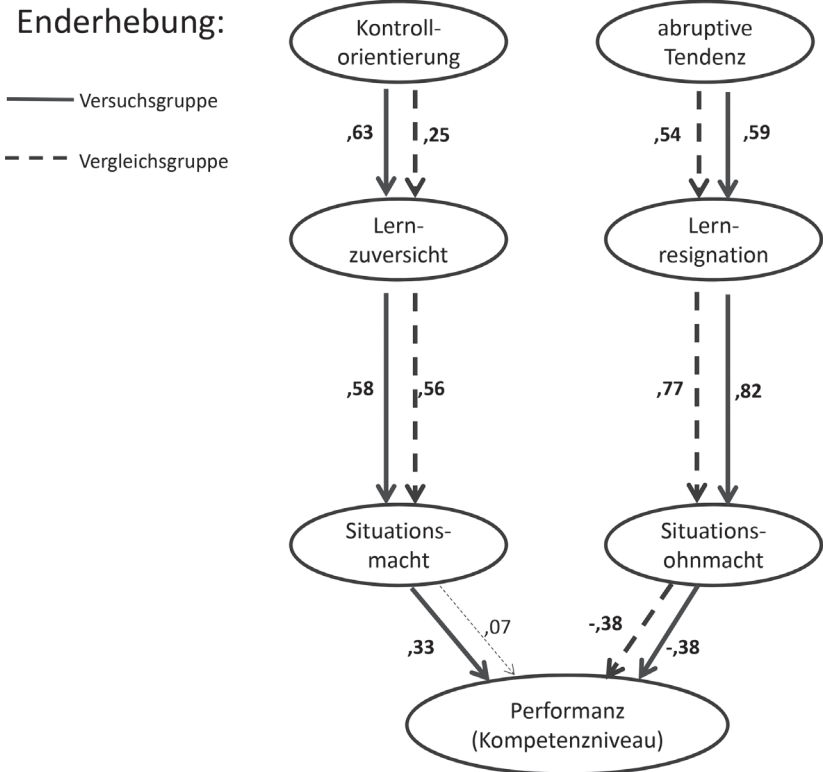 Enderhebung:
Versuchsgruppe
Vergleichsgruppe
Kontroll-
orientierung
abruptive
Tendenz
,63
,25
,54
,59
Lern-
zuversicht
Lern-
resignation
,58
,56
,77
,82
Situations-
macht
Situations-
ohnmacht
,33
,07
-,38
-,38
Performanz
(Kompetenzniveau)